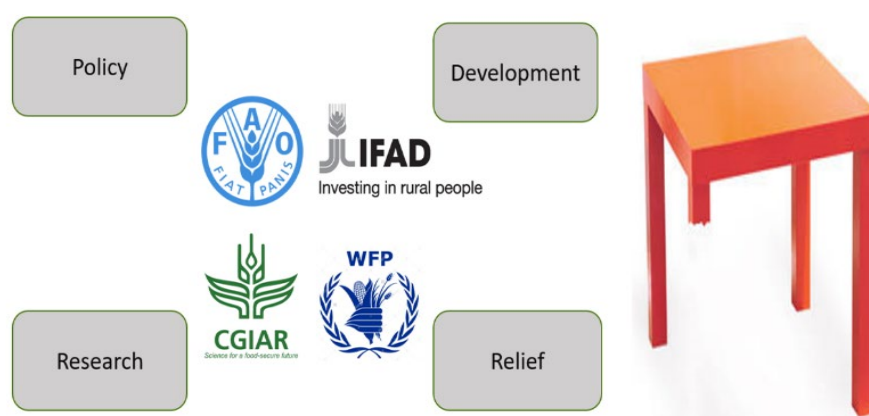 Policy
Development
FAO
FIAT PANIS
IFAD
Investing in rural people
WFP
CGIAR
Science for a food-secure future
Research
Relief